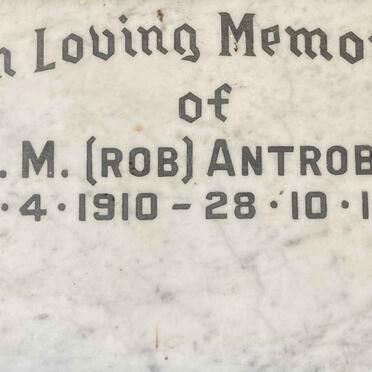 n Loving Memo
of
. M. (ROB) ANTROB
· 4 · 1910 – 28 · 10 · 1